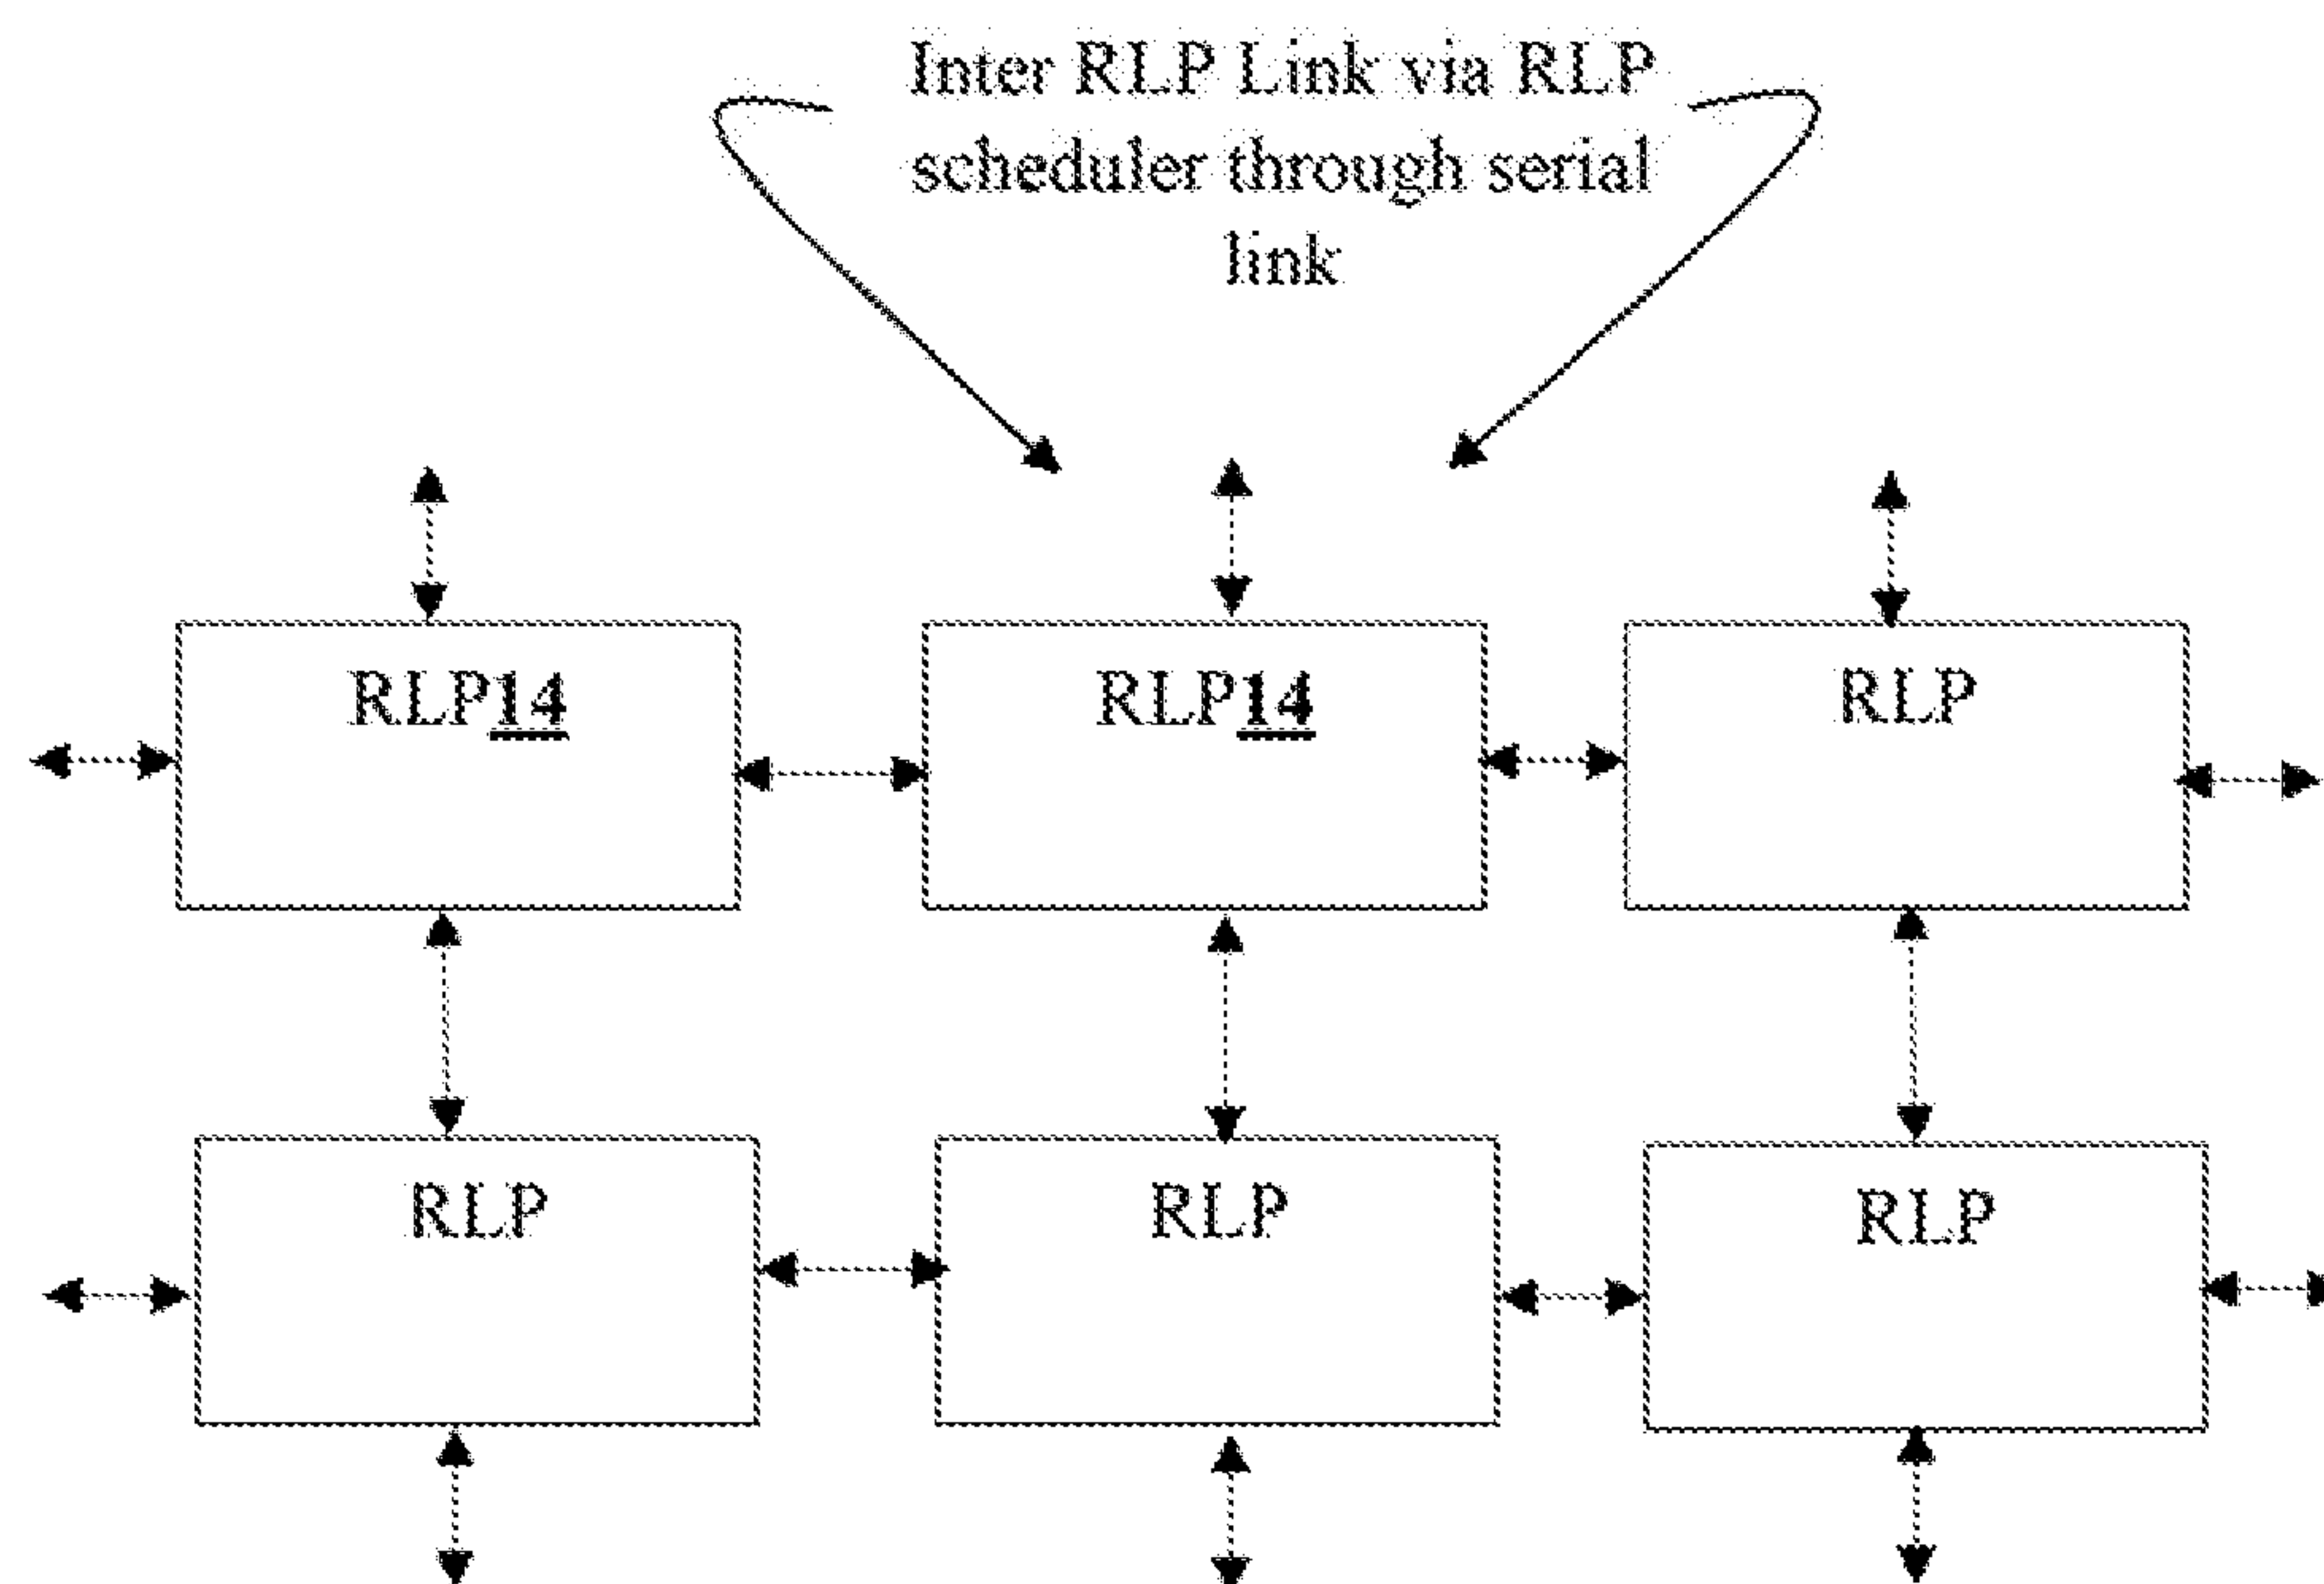 Inter RLP Link via RLP
scheduler through serial
link
RLP14
RLP14
RLP
RLP
RLP
RLP